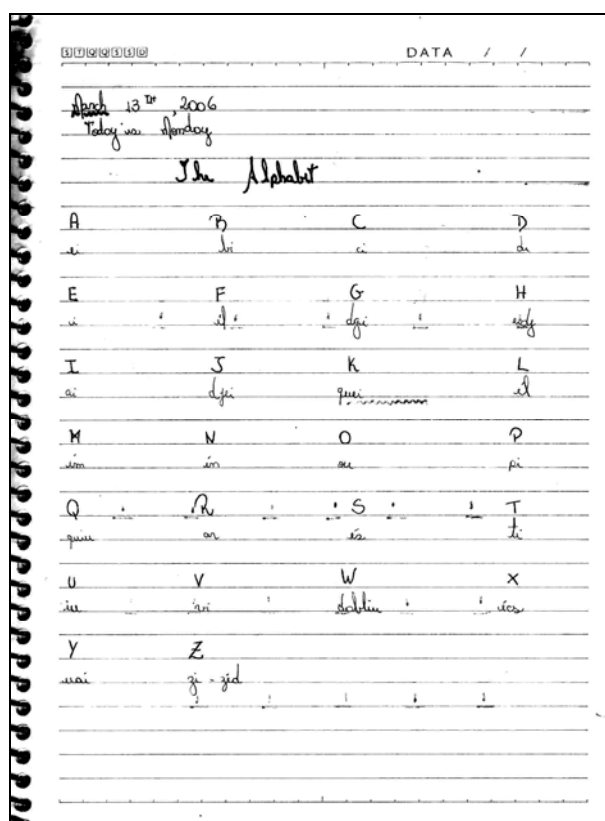 S T Q Q S S D DATA / /
March 13th, 2006
Today is Monday
The Alphabet
A B C D
ei bi ci di
E F G H
ii éf dgi eidg
I J K L
ai djei quei él
M N O P
ém én ou pi
Q R S T
quiu ar és ti
U V W X
iu vi dabliu écs
Y Z
uai zi - zéd